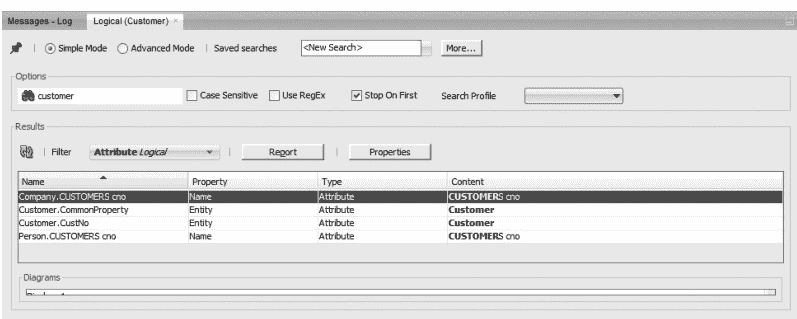 Messages - Log Logical (Customer) ×
Simple Mode Advanced Mode Saved searches <New Search> More...
Options
customer Case Sensitive Use RegEx Stop On First Search Profile
Results
Filter Attribute Logical Report Properties
Name Property Type Content
Company.CUSTOMERS cno Name Attribute CUSTOMERS cno
Customer.CommonProperty Entity Attribute Customer
Customer.CustNo Entity Attribute Customer
Person.CUSTOMERS cno Name Attribute CUSTOMERS cno
Diagrams